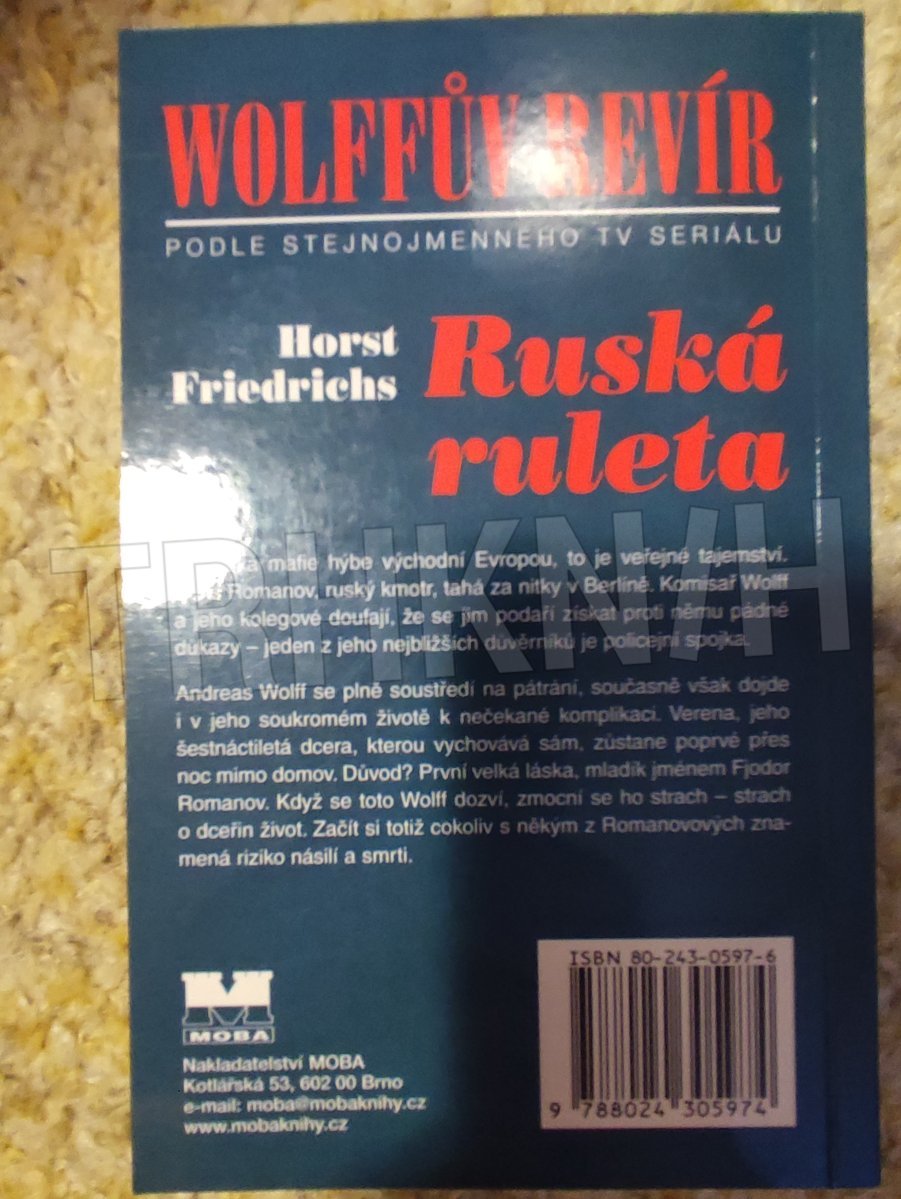 WOLFFŮV REVÍR
PODLE STEJNOJMENNÉHO TV SERIÁLU
Horst
Friedrichs
Ruská
ruleta
mafie hýbe východní Evropou, to je veřejné tajemství.
Romanov, ruský kmotr, tahá za nitky v Berlíně. Komisař Wolff
a jeho kolegové doufají, že se jim podaří získat proti němu pádné
důkazy – jeden z jeho nejbližších důvěrníků je policejní spojka.
Andreas Wolff se plně soustředí na pátrání, současně však dojde
i v jeho soukromém životě k nečekané komplikaci. Verena, jeho
šestnáctiletá dcera, kterou vychovává sám, zůstane poprvé přes
noc mimo domov. Důvod? První velká láska, mladík jménem Fjodor
Romanov. Když se toto Wolff dozví, zmocní se ho strach – strach
o dceřin život. Začít si totiž cokoliv s někým z Romanovových zna-
mená riziko násilí a smrti.
MOBA
Nakladatelství MOBA
Kotlářská 53, 602 00 Brno
e-mail: moba@mobaknihy.cz
www.mobaknihy.cz
ISBN 80-243-0597-6
9 788024 305974